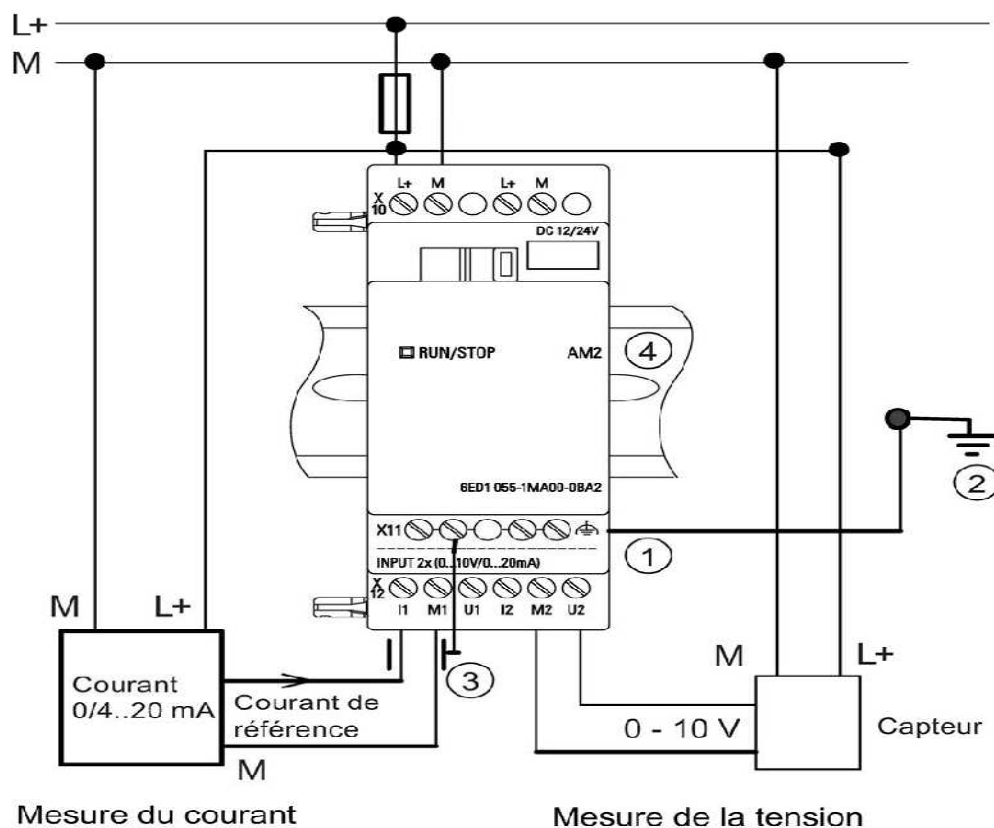 L+
M
L+ M L+ M
X
10
DC 12/24V
RUN/STOP AM2 4
6ED1 055-1MA00-0BA2
2
X11
1
INPUT 2x (0...10V/0...20mA)
X
12
I1 M1 U1 I2 M2 U2
M L+
M L+
3
Courant
0/4..20 mA
Courant de
référence
M
0 - 10 V
Capteur
Mesure du courant
Mesure de la tension